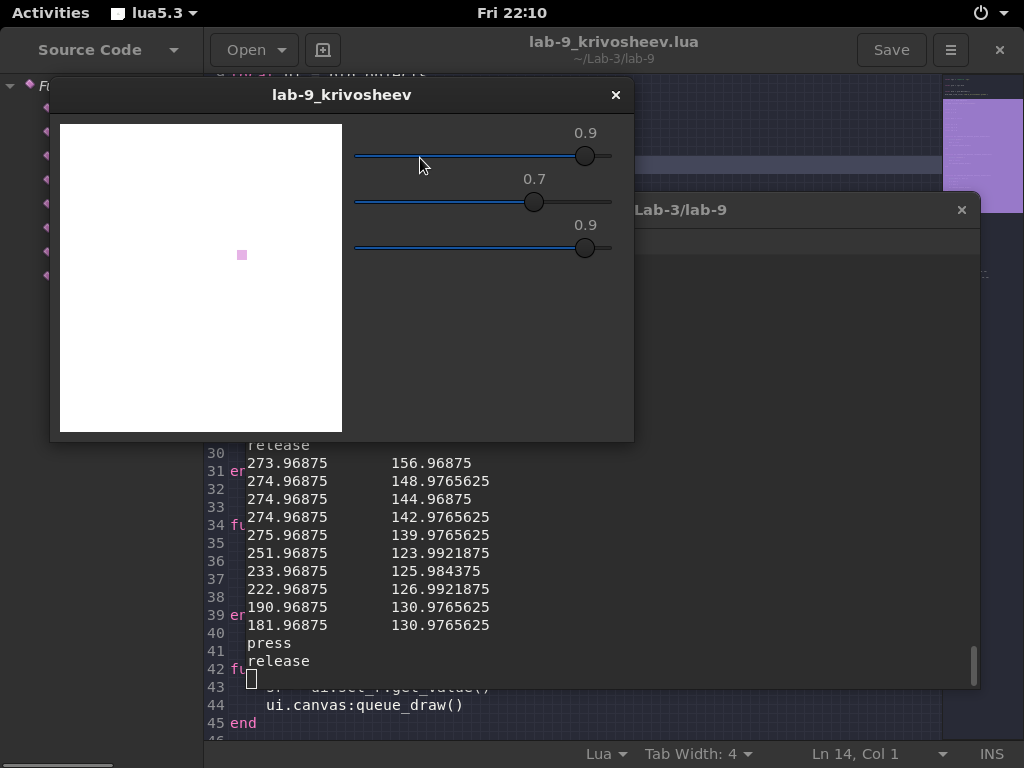 Activities lua5.3 Fri 22:10
Source Code Open lab-9_krivosheev.lua Save
~/Lab-3/lab-9
lab-9_krivosheev
0.9
0.7
0.9
Lab-3/lab-9
release
273.96875 156.96875
274.96875 148.9765625
274.96875 144.96875
274.96875 142.9765625
275.96875 139.9765625
251.96875 123.9921875
233.96875 125.984375
222.96875 126.9921875
190.96875 130.9765625
181.96875 130.9765625
press
release
30
31 en
32
33
34 fu
35
36
37
38
39 en
40
41
42 fu
43
44 ui.canvas:queue_draw()
45 end
Lua Tab Width: 4 Ln 14, Col 1 INS